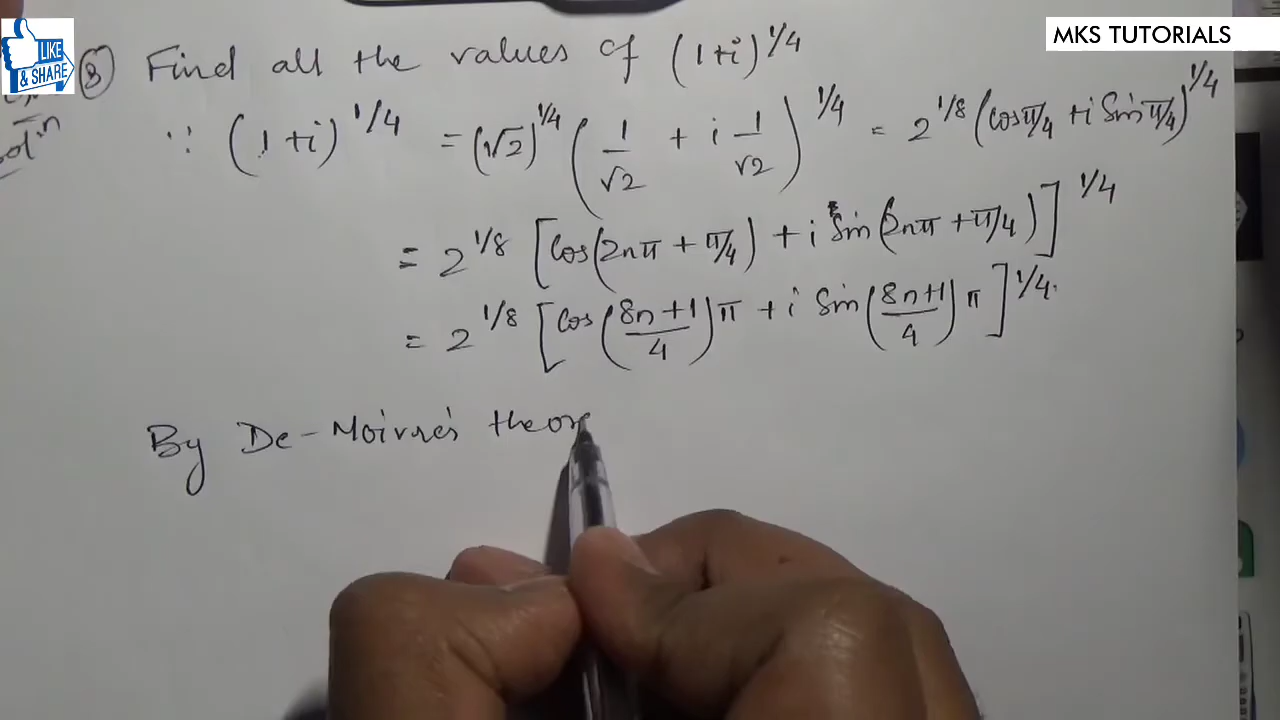 LIKE
& SHARE
MKS TUTORIALS
⑧ Find all the values of (1+i)^1/4
∵ (1+i)^1/4 = (√2)^1/4 (1/√2 + i 1/√2)^1/4 = 2^1/8 (Cos π/4 + i Sin π/4)^1/4
= 2^1/8 [Cos(2nπ + π/4) + i Sin(2nπ + π/4)]^1/4
= 2^1/8 [Cos((8n+1)/4)π + i Sin((8n+1)/4)π]^1/4.
By De-Moivre's theore